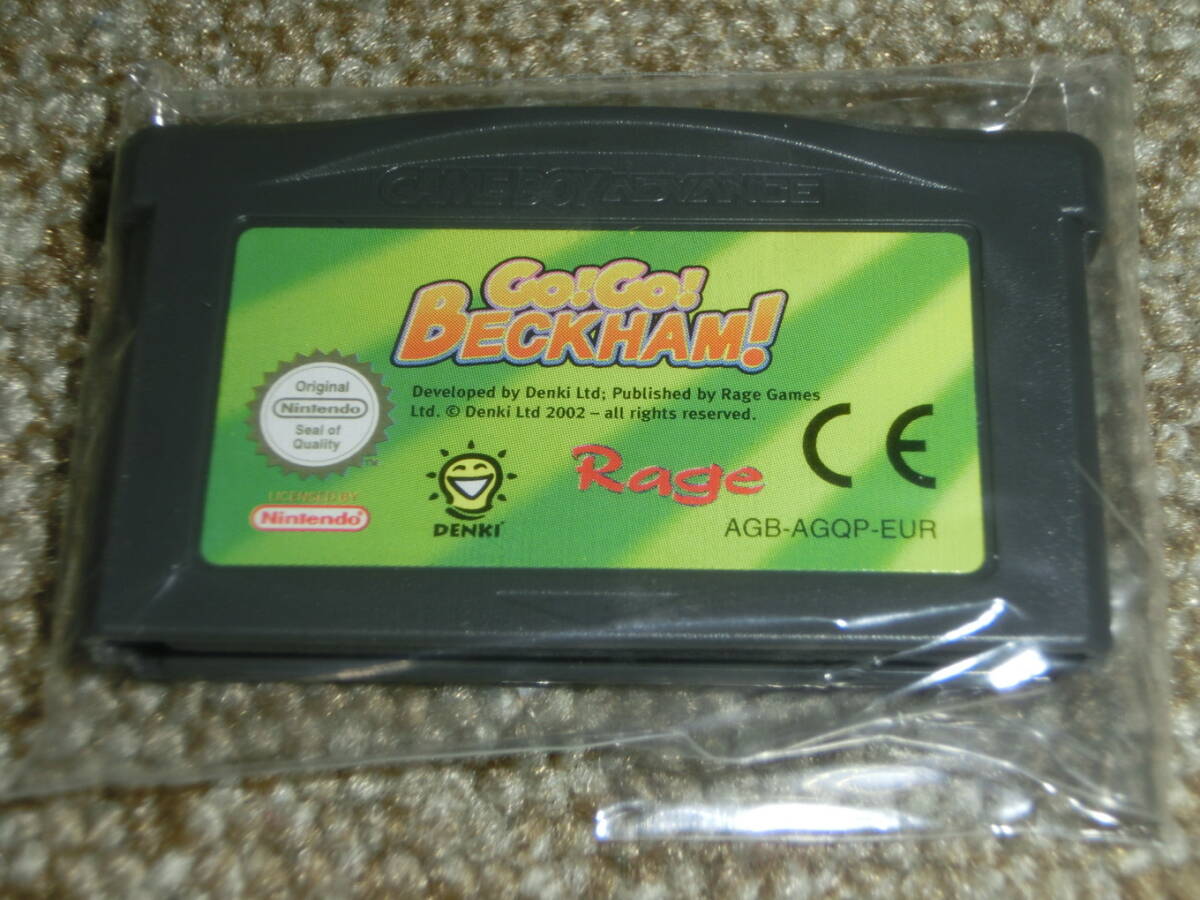 GAME BOY ADVANCE
Go! Go!
BECKHAM!
Developed by Denki Ltd; Published by Rage Games
Ltd. © Denki Ltd 2002 – all rights reserved.
Original
Nintendo
Seal of
Quality
TM
LICENSED BY
Nintendo®
DENKI
Rage
CE
AGB-AGQP-EUR